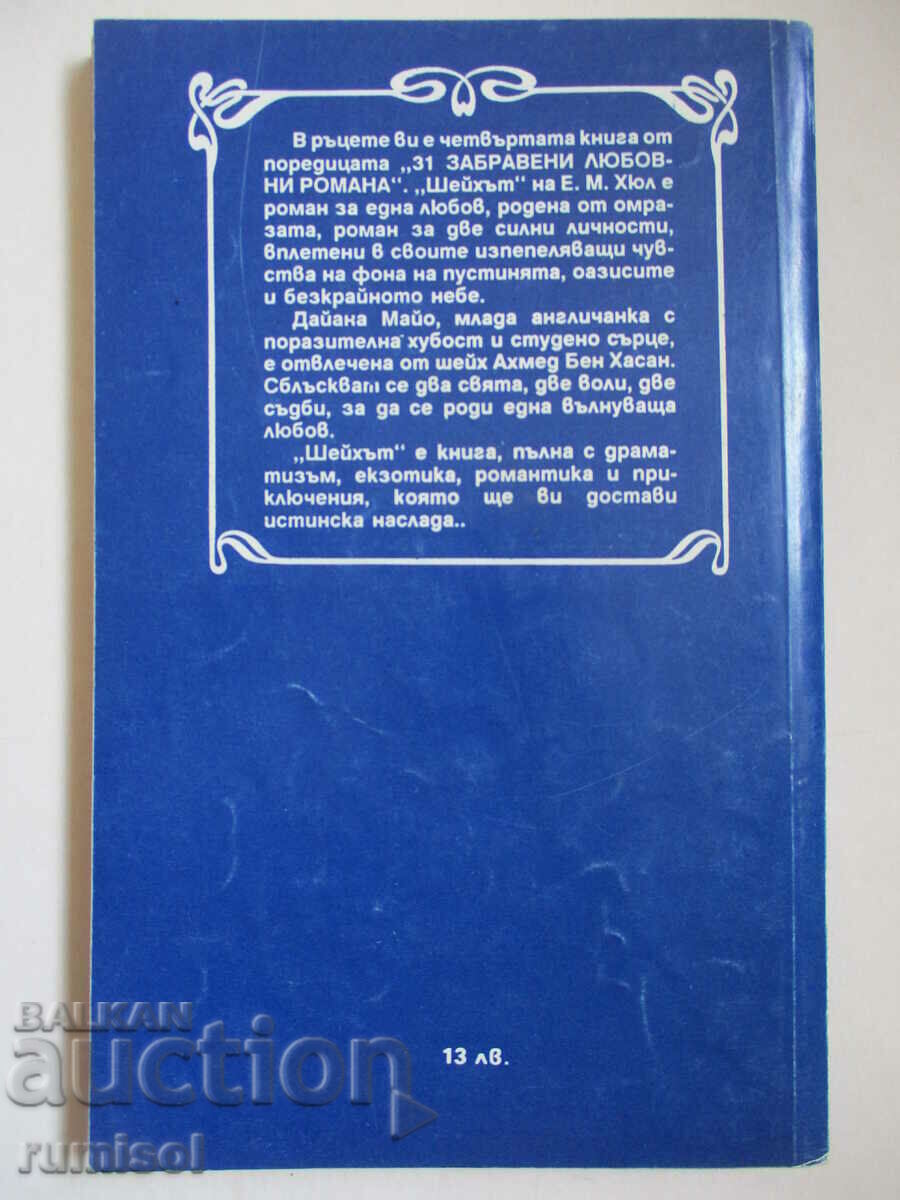 В ръцете ви е четвъртата книга от
поредицата „31 ЗАБРАВЕНИ ЛЮБОВ-
НИ РОМАНА“. „Шейхът“ на Е. М. Хюл е
роман за една любов, родена от омра-
зата, роман за две силни личности,
вплетени в своите изпепеляващи чув-
ства на фона на пустинята, оазисите
и безкрайното небе.
Дайана Майо, млада англичанка с
поразителна хубост и студено сърце,
е отвлечена от шейх Ахмед Бен Хасан.
Сблъскват се два свята, две воли, две
съдби, за да се роди една вълнуваща
любов.
„Шейхът“ е книга, пълна с драма-
тизъм, екзотика, романтика и при-
ключения, която ще ви достави
истинска наслада..
13 лв.
BALKAN
auction
rumisol